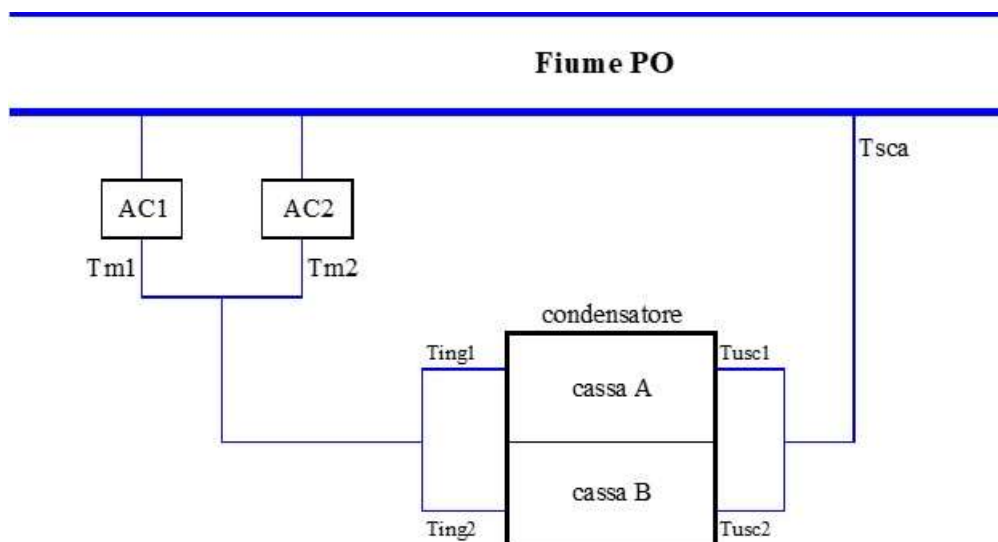 Fiume PO
Tsca
AC1
AC2
Tm1
Tm2
condensatore
Ting1
Tusc1
cassa A
cassa B
Ting2
Tusc2